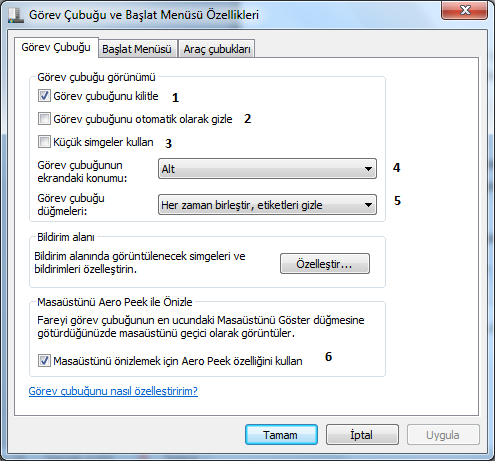 Görev Çubuğu ve Başlat Menüsü Özellikleri
Görev Çubuğu Başlat Menüsü Araç çubukları
Görev çubuğu görünümü
Görev çubuğunu kilitle 1
Görev çubuğunu otomatik olarak gizle 2
Küçük simgeler kullan 3
Görev çubuğunun
ekrandaki konumu: Alt 4
Görev çubuğu
düğmeleri: Her zaman birleştir, etiketleri gizle 5
Bildirim alanı
Bildirim alanında görüntülenecek simgeleri ve
bildirimleri özelleştirin. Özelleştir...
Masaüstünü Aero Peek ile Önizle
Fareyi görev çubuğunun en ucundaki Masaüstünü Göster düğmesine
götürdüğünüzde masaüstünü geçici olarak görüntüler.
Masaüstünü önizlemek için Aero Peek özelliğini kullan 6
Görev çubuğunu nasıl özelleştiririm?
Tamam İptal Uygula